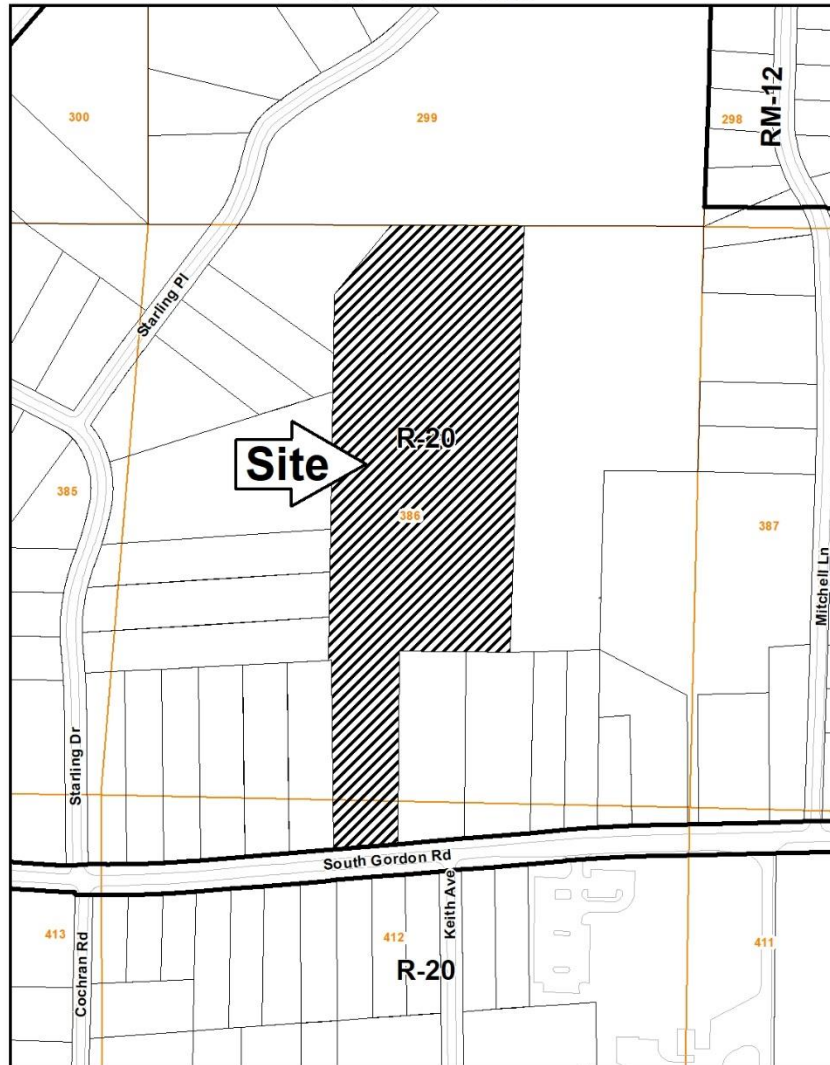 300
299
298
RM-12
Starling Pl
R-20
Site
385
386
387
Mitchell Ln
Starling Dr
South Gordon Rd
413
Cochran Rd
412
Keith Ave
411
R-20